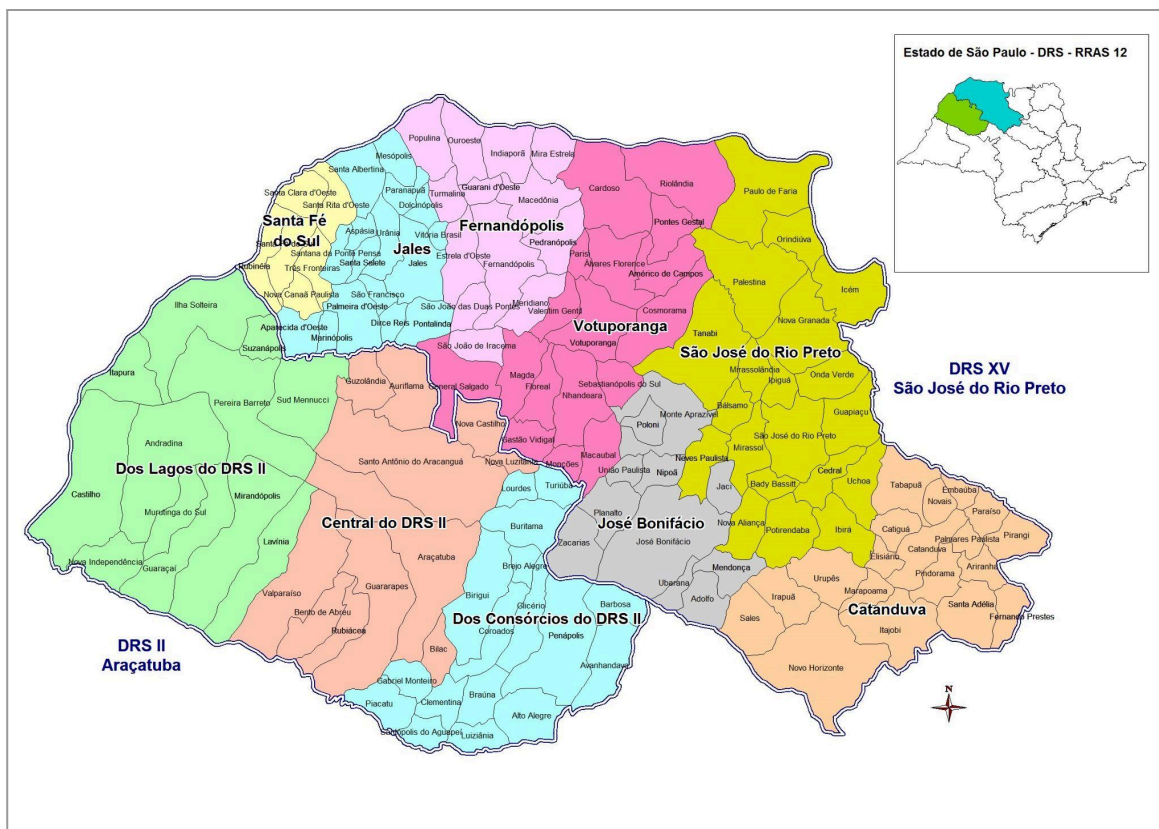 Estado de São Paulo - DRS - RRAS 12
Populina
Ouroeste
Indiaporã
Mira Estrela
Mesópolis
Santa Albertina
Santa Clara d'Oeste
Santa Rita d'Oeste
Paranapuã
Turmalina
Guarani d'Oeste
Macedônia
Dolcinópolis
Cardoso
Riolândia
Paulo de Faria
Santa Fé
do Sul
Fernandópolis
Pontes Gestal
Aspásia
Urânia
Vitória Brasil
Pedranópolis
Orindiúva
Jales
Santana da Ponte Pensa
Estrela d'Oeste
Parisi
Álvares Florence
Rubinéia
Três Fronteiras
Santa Salete
Jales
Fernandópolis
Américo de Campos
Palestina
Icém
Nova Canaã Paulista
São Francisco
Ilha Solteira
Palmeira d'Oeste
São João das Duas Pontes
Meridiano
Valentim Gentil
Cosmorama
Nova Granada
Aparecida d'Oeste
Dirce Reis
Pontalinda
Votuporanga
Tanabi
Marinópolis
Suzanápolis
São João de Iracema
Votuporanga
São José do Rio Preto
Itapura
Mirassolândia
Ipiguá
Onda Verde
DRS XV
São José do Rio Preto
Guzolândia
Auriflama
General Salgado
Magda
Floreal
Sebastianópolis do Sul
Nhandeara
Pereira Barreto
Sud Mennucci
Bálsamo
Guapiaçu
Monte Aprazível
Poloni
Nova Castilho
Andradina
Gastão Vidigal
São José do Rio Preto
Mirassol
Santo Antônio do Aracanguá
Nova Luzitânia
Monções
Macaubal
Neves Paulista
Dos Lagos do DRS II
União Paulista
Nipoã
Cedral
Uchoa
Jaci
Bady Bassitt
Lourdes
Turiúba
Tabapuã
Embaúba
Novais
Castilho
Mirandópolis
Planalto
Paraíso
Murutinga do Sul
Central do DRS II
Buritama
José Bonifácio
Nova Aliança
Potirendaba
Ibirá
Catiguá
Palmares Paulista
Pirangi
Zacarias
José Bonifácio
Lavínia
Araçatuba
Elisiário
Catanduva
Nova Independência
Guaraçaí
Brejo Alegre
Mendonça
Pindorama
Ariranha
Guararapes
Birigui
Ubarana
Urupês
Marapoama
Valparaíso
Glicério
Barbosa
Adolfo
Irapuã
Bento de Abreu
Dos Consórcios do DRS II
Catanduva
Santa Adélia
Fernando Prestes
Sales
Rubiácea
Coroados
Penápolis
Itajobi
DRS II
Araçatuba
Bilac
Avanhandava
Novo Horizonte
Gabriel Monteiro
Braúna
Piacatu
Clementina
Alto Alegre
Santópolis do Aguapeí
Luiziânia
N